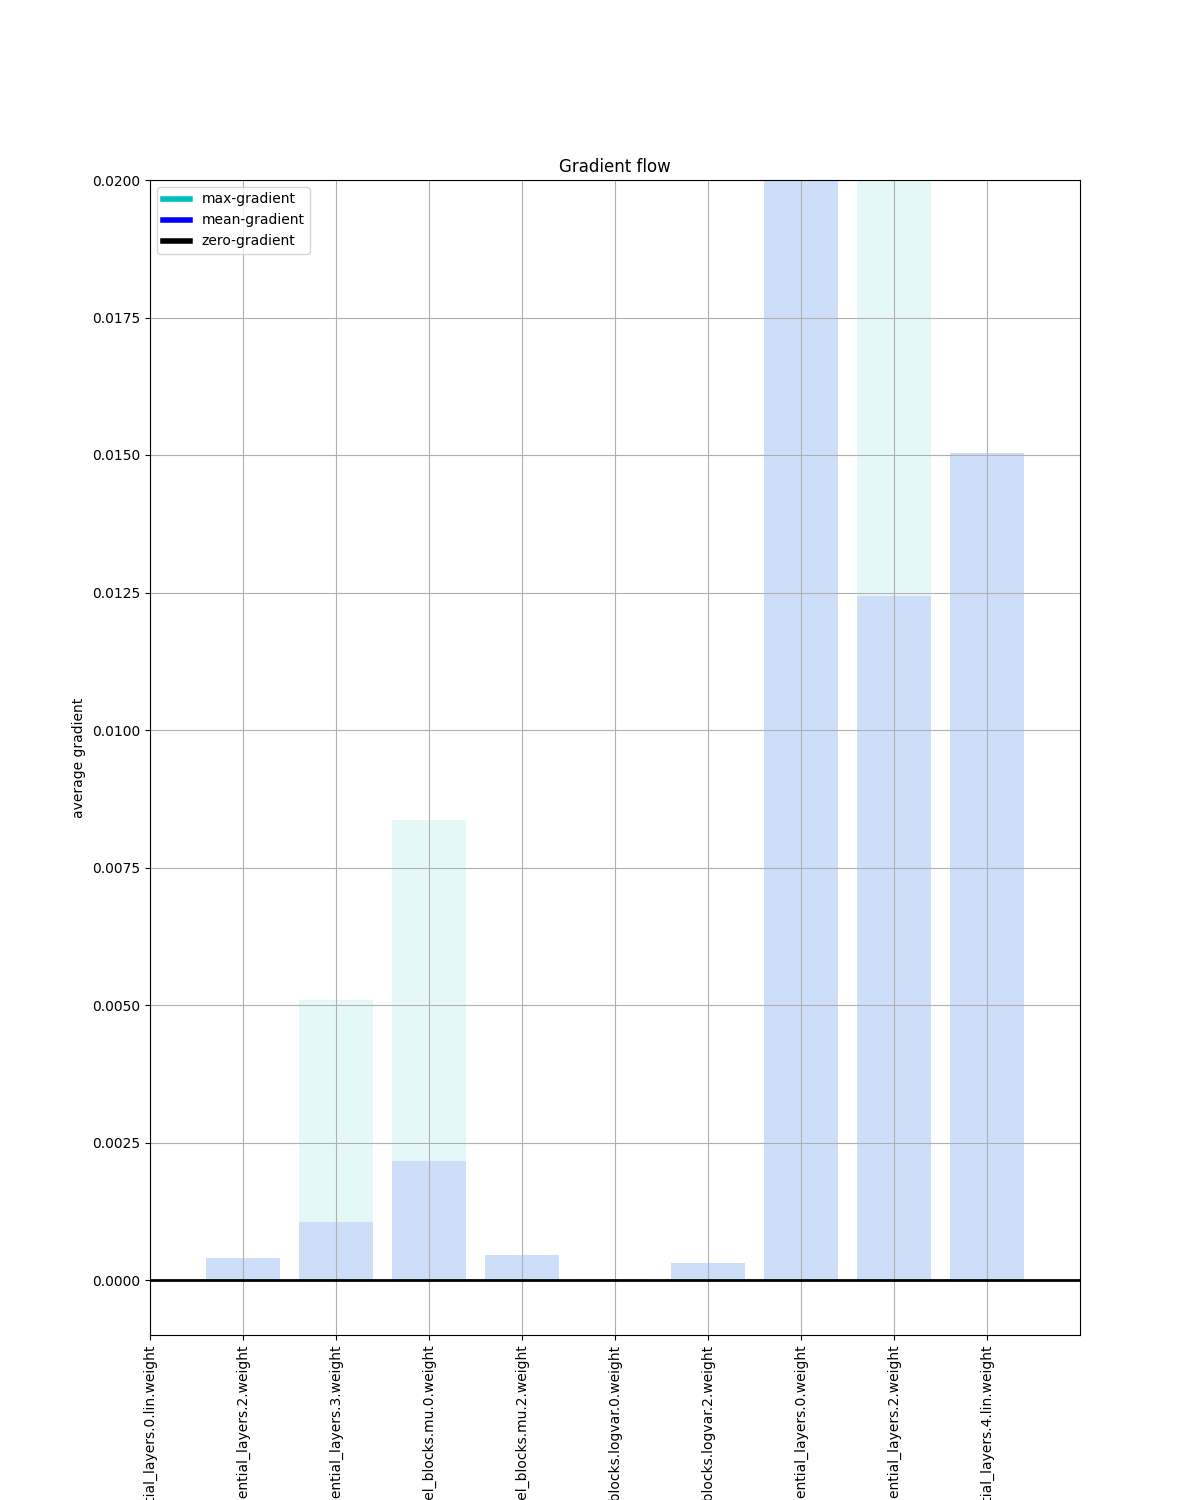 Gradient flow
max-gradient
mean-gradient
zero-gradient
0.0200
0.0175
0.0150
0.0125
0.0100
0.0075
0.0050
0.0025
0.0000
average gradient
tial_layers.0.lin.weight
ential_layers.2.weight
ential_layers.3.weight
el_blocks.mu.0.weight
el_blocks.mu.2.weight
blocks.logvar.0.weight
blocks.logvar.2.weight
ential_layers.0.weight
ential_layers.2.weight
tial_layers.4.lin.weight